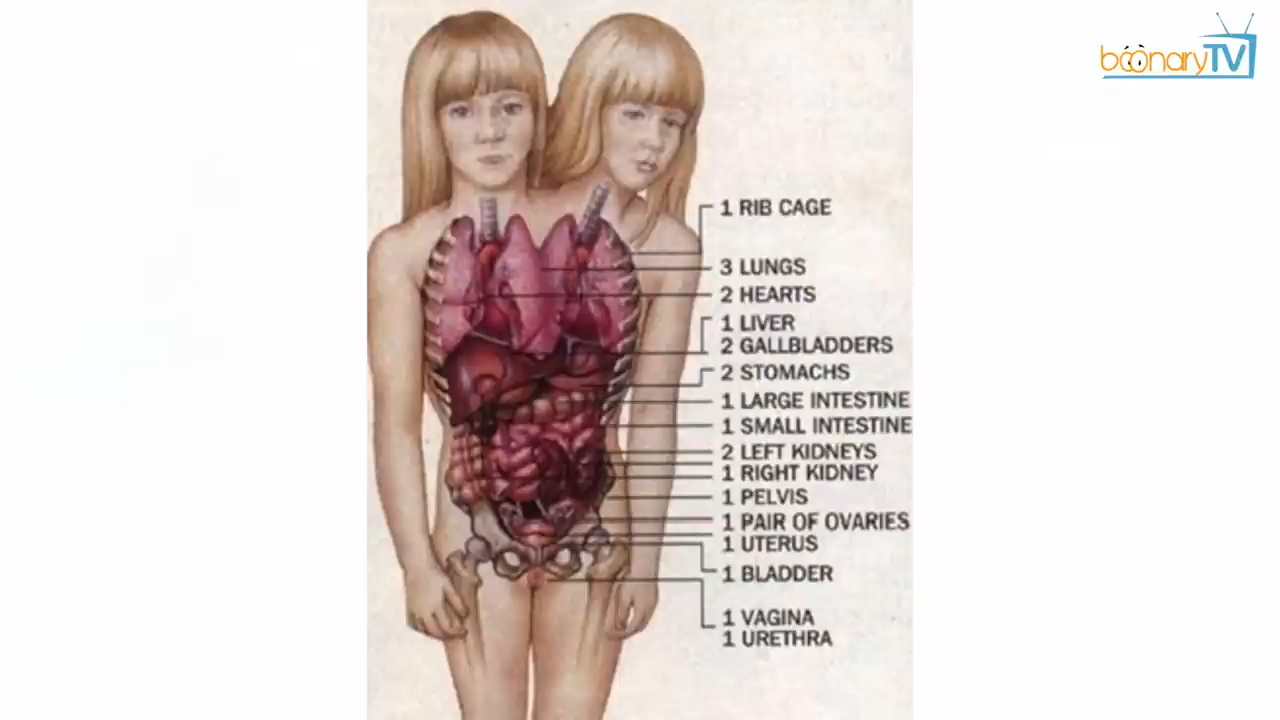 boonaryTV
1 RIB CAGE
3 LUNGS
2 HEARTS
1 LIVER
2 GALLBLADDERS
2 STOMACHS
1 LARGE INTESTINE
1 SMALL INTESTINE
2 LEFT KIDNEYS
1 RIGHT KIDNEY
1 PELVIS
1 PAIR OF OVARIES
1 UTERUS
1 BLADDER
1 VAGINA
1 URETHRA